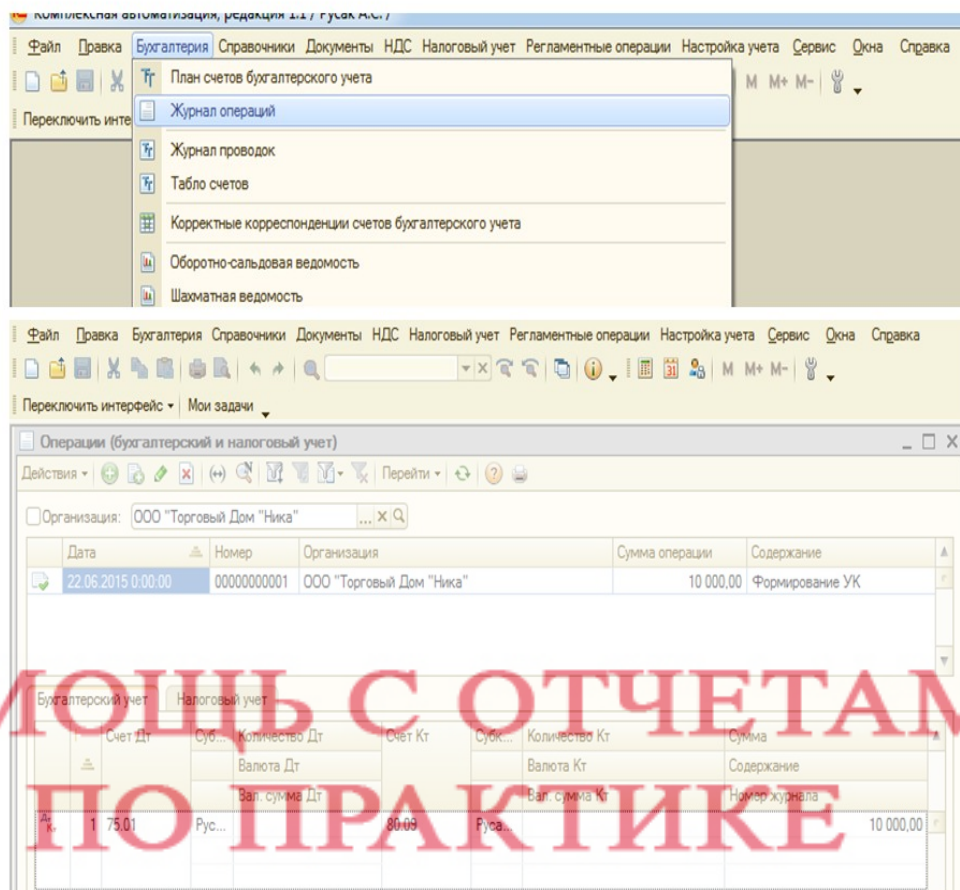 Комплексная автоматизация, редакция 1.1 / Русак А.С. /
Файл Правка Бухгалтерия Справочники Документы НДС Налоговый учет Регламентные операции Настройка учета Сервис Окна Справка
План счетов бухгалтерского учета M M+ M-
Переключить инте
Журнал операций
Журнал проводок
Табло счетов
Корректные корреспонденции счетов бухгалтерского учета
Оборотно-сальдовая ведомость
Шахматная ведомость
Файл Правка Бухгалтерия Справочники Документы НДС Налоговый учет Регламентные операции Настройка учета Сервис Окна Справка
31 M M+ M-
Переключить интерфейс Мои задачи
Операции (бухгалтерский и налоговый учет)
Действия Перейти
Организация: ООО "Торговый Дом "Ника" ... X
Дата Номер Организация Сумма операции Содержание
22.06.2015 0:00:00 00000000001 ООО "Торговый Дом "Ника" 10 000,00 Формирование УК
МОЩЬ С ОТЧЕТАМ
Бухгалтерский учет Налоговый учет
Счет Дт Суб... Количество Дт Счет Кт Субк... Количество Кт Сумма
Валюта Дт Валюта Кт Содержание
Вал. сумма Дт Вал. сумма Кт Номер журнала
ПО ПРАКТИКЕ
Дт Кт 1 75.01 Рус... 80.09 Руса... 10 000,00